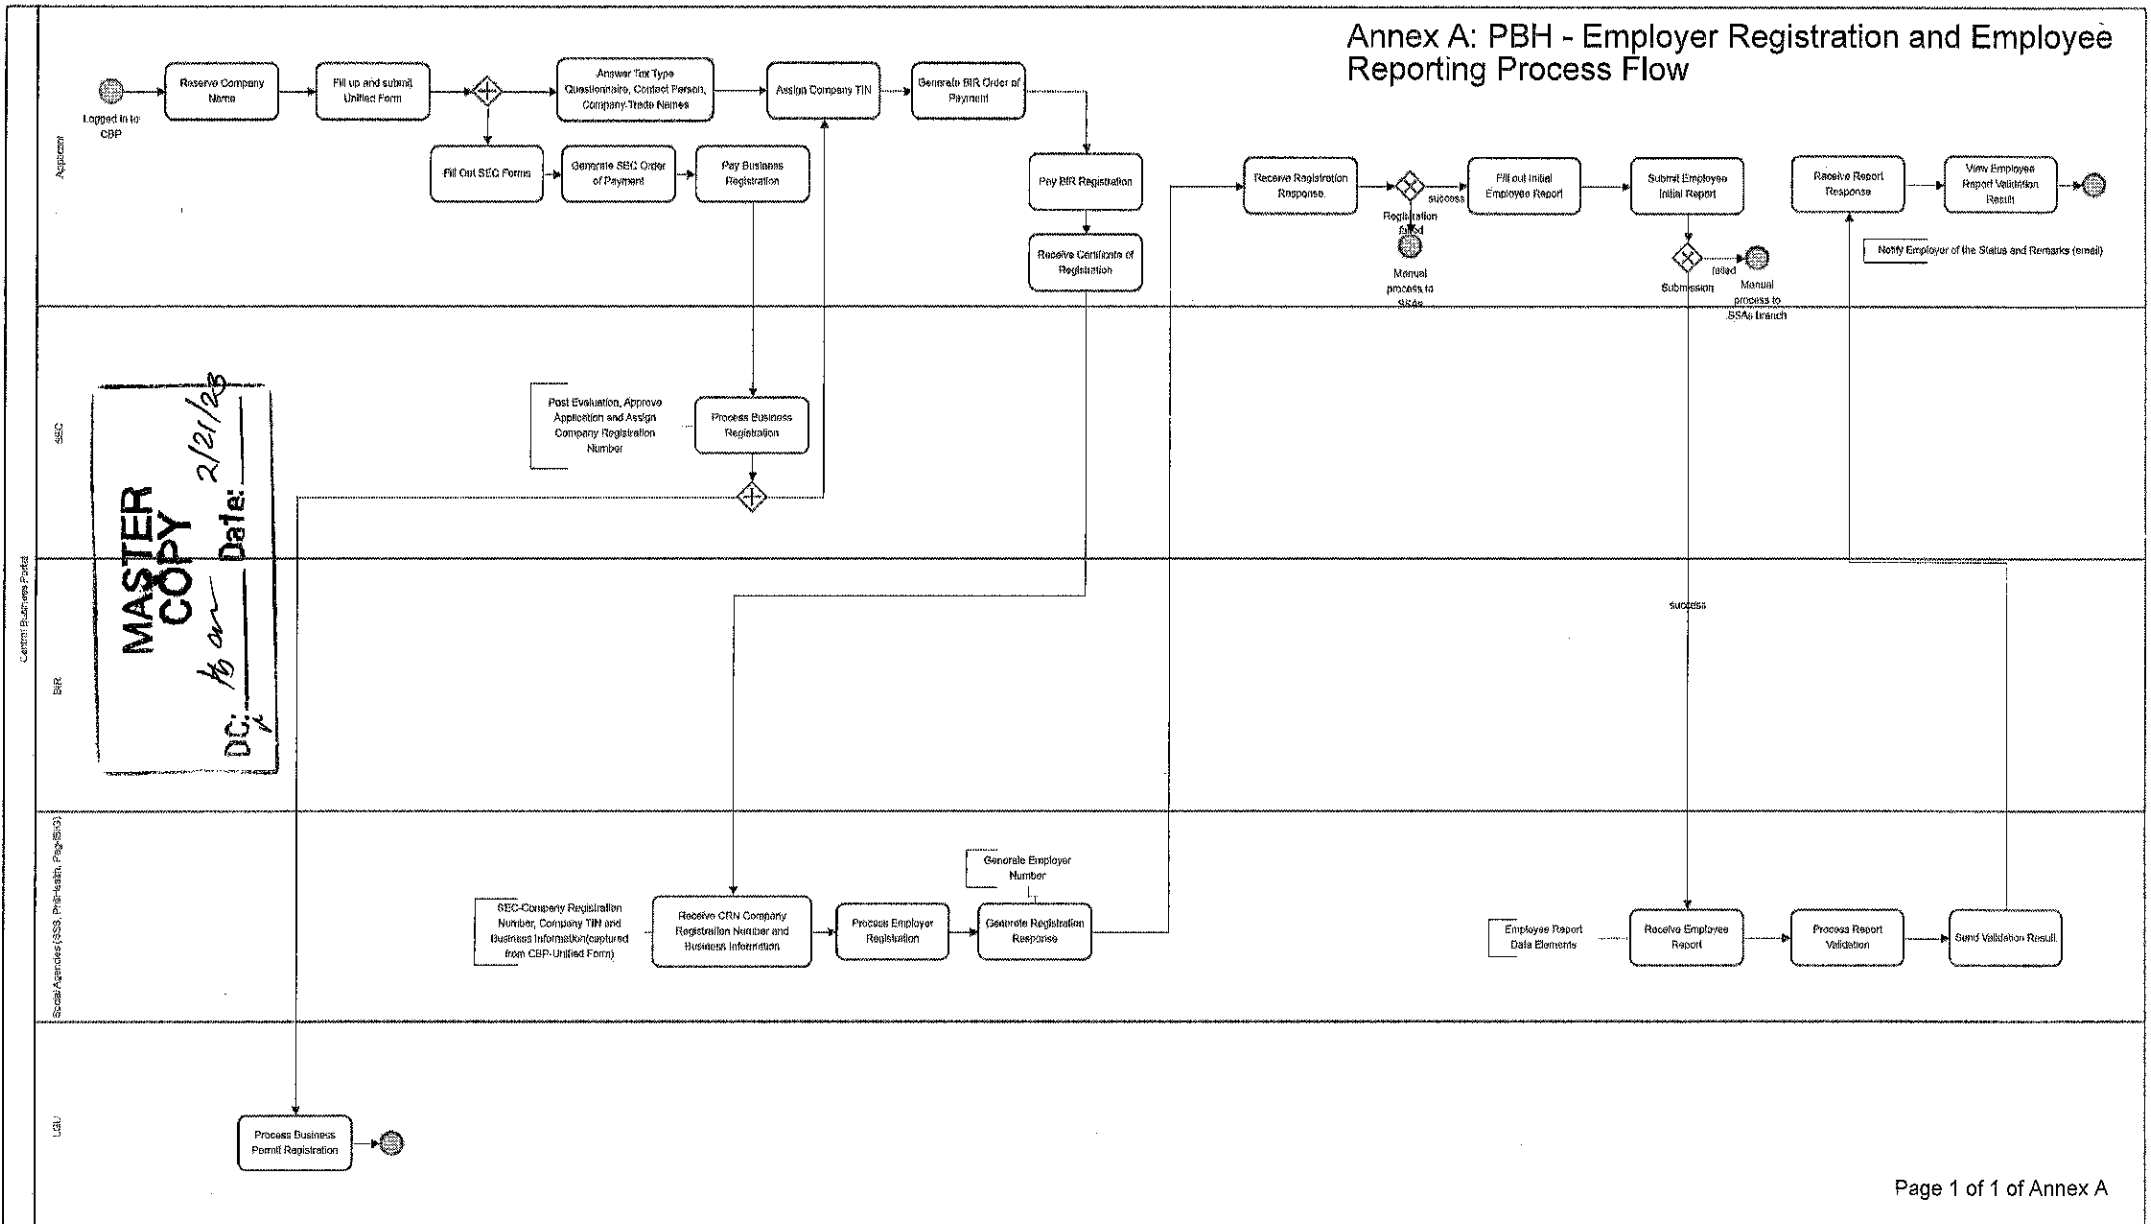 Annex A: PBH - Employer Registration and Employee
Reporting Process Flow
Central Business Portal
Applicant
Logged in to
CBP
Reserve Company
Name
Fill up and submit
Unified Form
Answer Tax Type
Questionnaire, Contact Person,
Company-Trade Names
Assign Company TIN
Generate BIR Order of
Payment
Fill Out SEC Forms
Generate SEC Order
of Payment
Pay Business
Registration
Pay BIR Registration
Receive Certificate of
Registration
Receive Registration
Response.
success
Registration
failed
Manual
process to
SSAs
Fill out Initial
Employee Report
Submit Employee
Initial Report
Submission
failed
Manual
process to
SSAs branch
Receive Report
Response
View Employee
Report Validation
Result
Notify Employer of the Status and Remarks (email)
SEC
Post Evaluation, Approve
Application and Assign
Company Registration
Number
Process Business
Registration
MASTER
COPY
DC: Date: 2/21/23
BIR
success
Social Agencies (SSS, PhilHealth, Pag-IBIG)
SEC-Company Registration
Number, Company TIN and
Business Information(captured
from CBP-Unified Form)
Receive CRN Company
Registration Number and
Business Information
Process Employer
Registration
Generate Employer
Number
Generate Registration
Response
Employee Report
Data Elements
Receive Employee
Report
Process Report
Validation
Send Validation Result.
LGU
Process Business
Permit Registration
Page 1 of 1 of Annex A